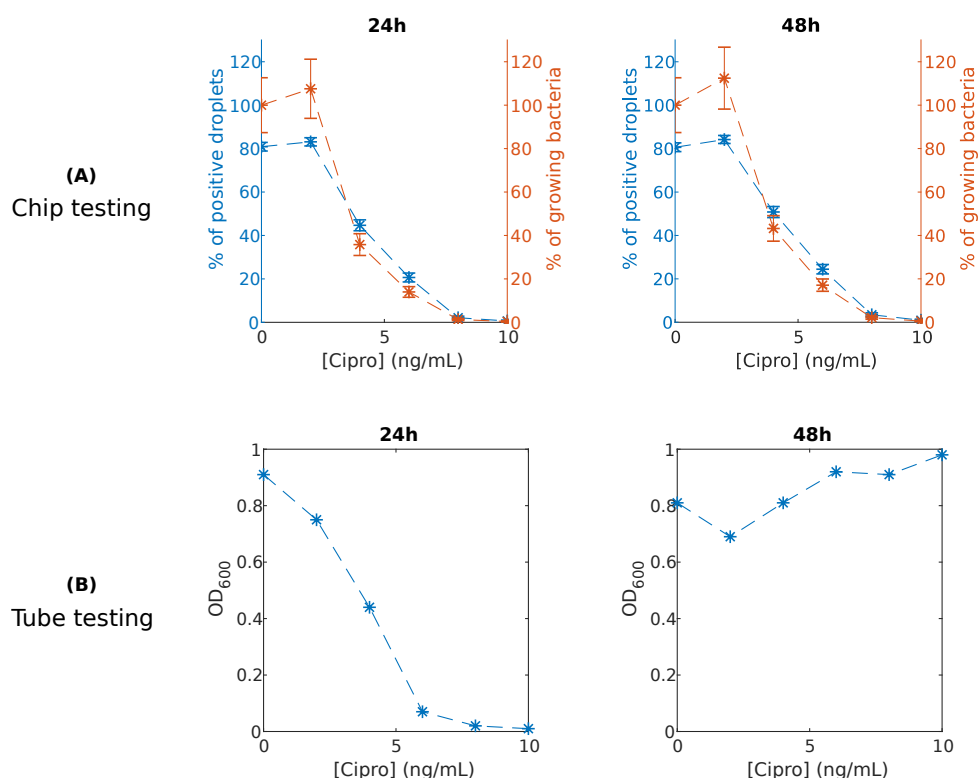 24h
48h
(A)
Chip testing
% of positive droplets
0
20
40
60
80
100
120
% of growing bacteria
0
20
40
60
80
100
120
0
5
10
[Cipro] (ng/mL)
% of positive droplets
0
20
40
60
80
100
120
% of growing bacteria
0
20
40
60
80
100
120
0
5
10
[Cipro] (ng/mL)
24h
48h
(B)
Tube testing
OD600
0
0.2
0.4
0.6
0.8
1
0
5
10
[Cipro] (ng/mL)
OD600
0
0.2
0.4
0.6
0.8
1
0
5
10
[Cipro] (ng/mL)